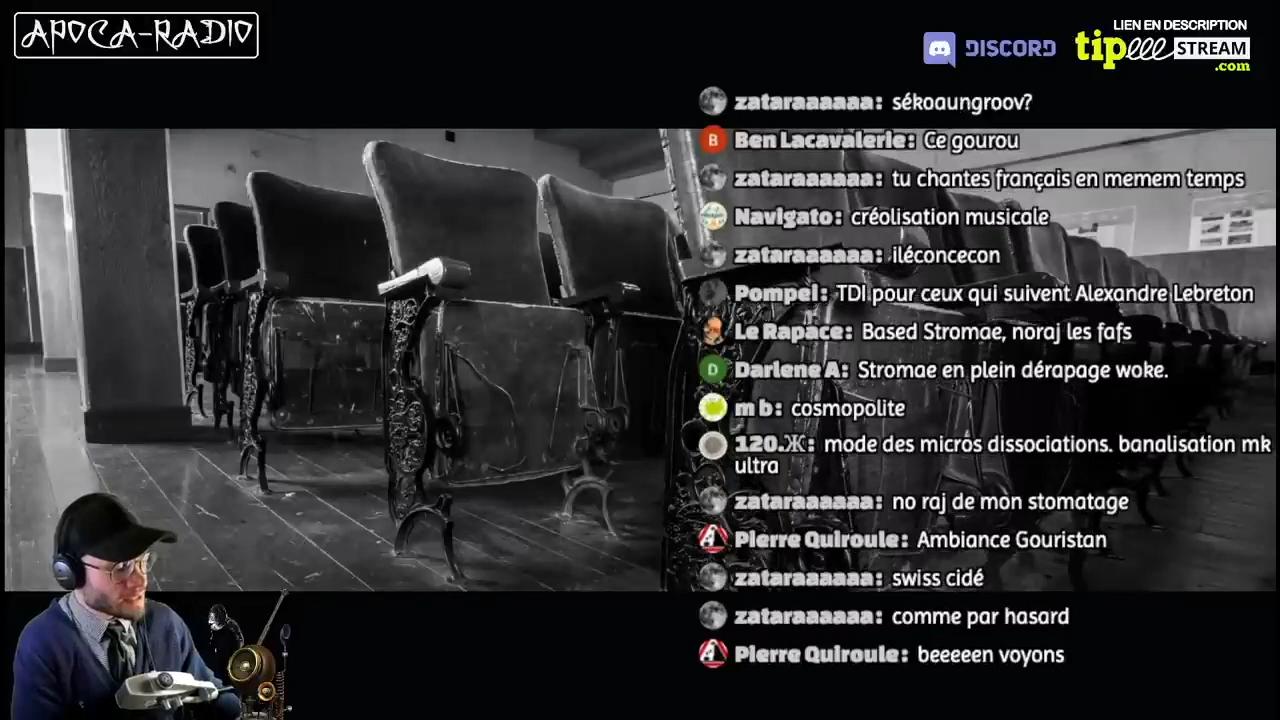 APOCA-RADIO
LIEN EN DESCRIPTION
DISCORD
tipeee STREAM
.com
zataraaaaaa: sékoaungroov?
B Ben Lacavalerie: Ce gourou
zataraaaaaa: tu chantes français en memem temps
Navigato: créolisation musicale
zataraaaaaa: iléconcecon
Pompel: TDI pour ceux qui suivent Alexandre Lebreton
Le Rapace: Based Stromae, noraj les fafs
D Darlene A: Stromae en plein dérapage woke.
m b: cosmopolite
120.Ж: mode des micros dissociations. banalisation mk
ultra
zataraaaaaa: no raj de mon stomatage
Pierre Quiroule: Ambiance Gouristan
zataraaaaaa: swiss cidé
zataraaaaaa: comme par hasard
Pierre Quiroule: beeeeen voyons